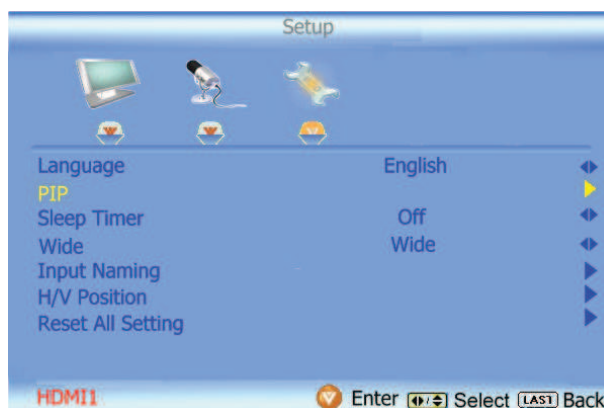 Setup
Language English
PIP
Sleep Timer Off
Wide Wide
Input Naming
H/V Position
Reset All Setting
HDMI1 Enter Select LAST Back